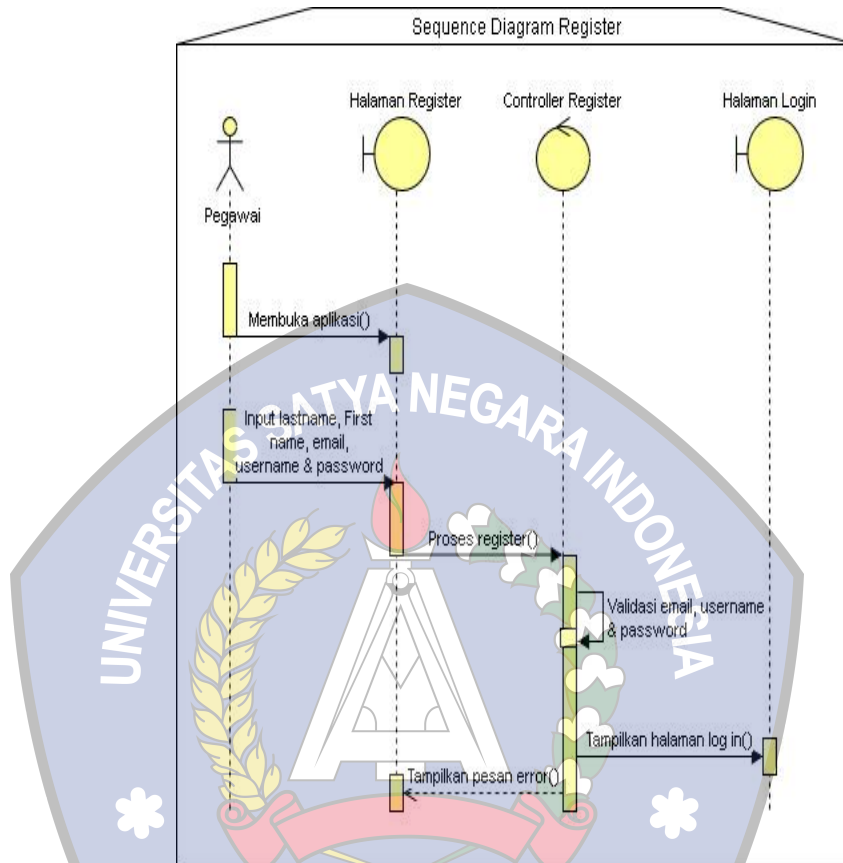 Sequence Diagram Register
Halaman Register
Controller Register
Halaman Login
Pegawai
Membuka aplikasi()
Input lastname, First
name, email,
username & password
Proses register()
Validasi email, username
& password
Tampilkan halaman log in()
Tampilkan pesan error()
UNIVERSITAS SATYA NEGARA INDONESIA